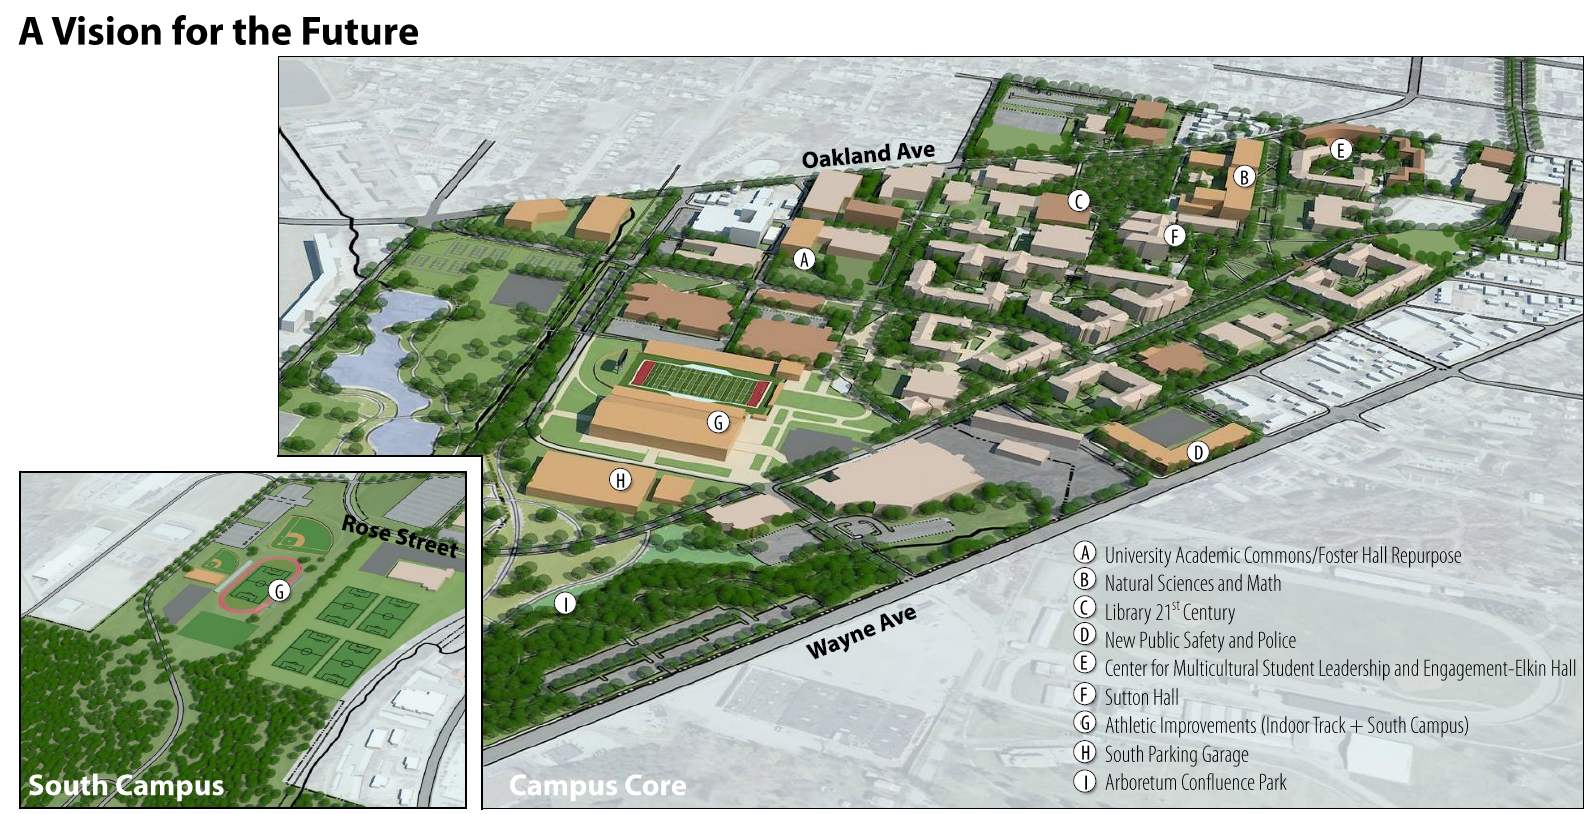 A Vision for the Future
Oakland Ave
E
B
C
F
A
G
D
H
Rose Street
G
I
Wayne Ave
South Campus
Campus Core
A University Academic Commons/Foster Hall Repurpose
B Natural Sciences and Math
C Library 21st Century
D New Public Safety and Police
E Center for Multicultural Student Leadership and Engagement-Elkin Hall
F Sutton Hall
G Athletic Improvements (Indoor Track + South Campus)
H South Parking Garage
I Arboretum Confluence Park